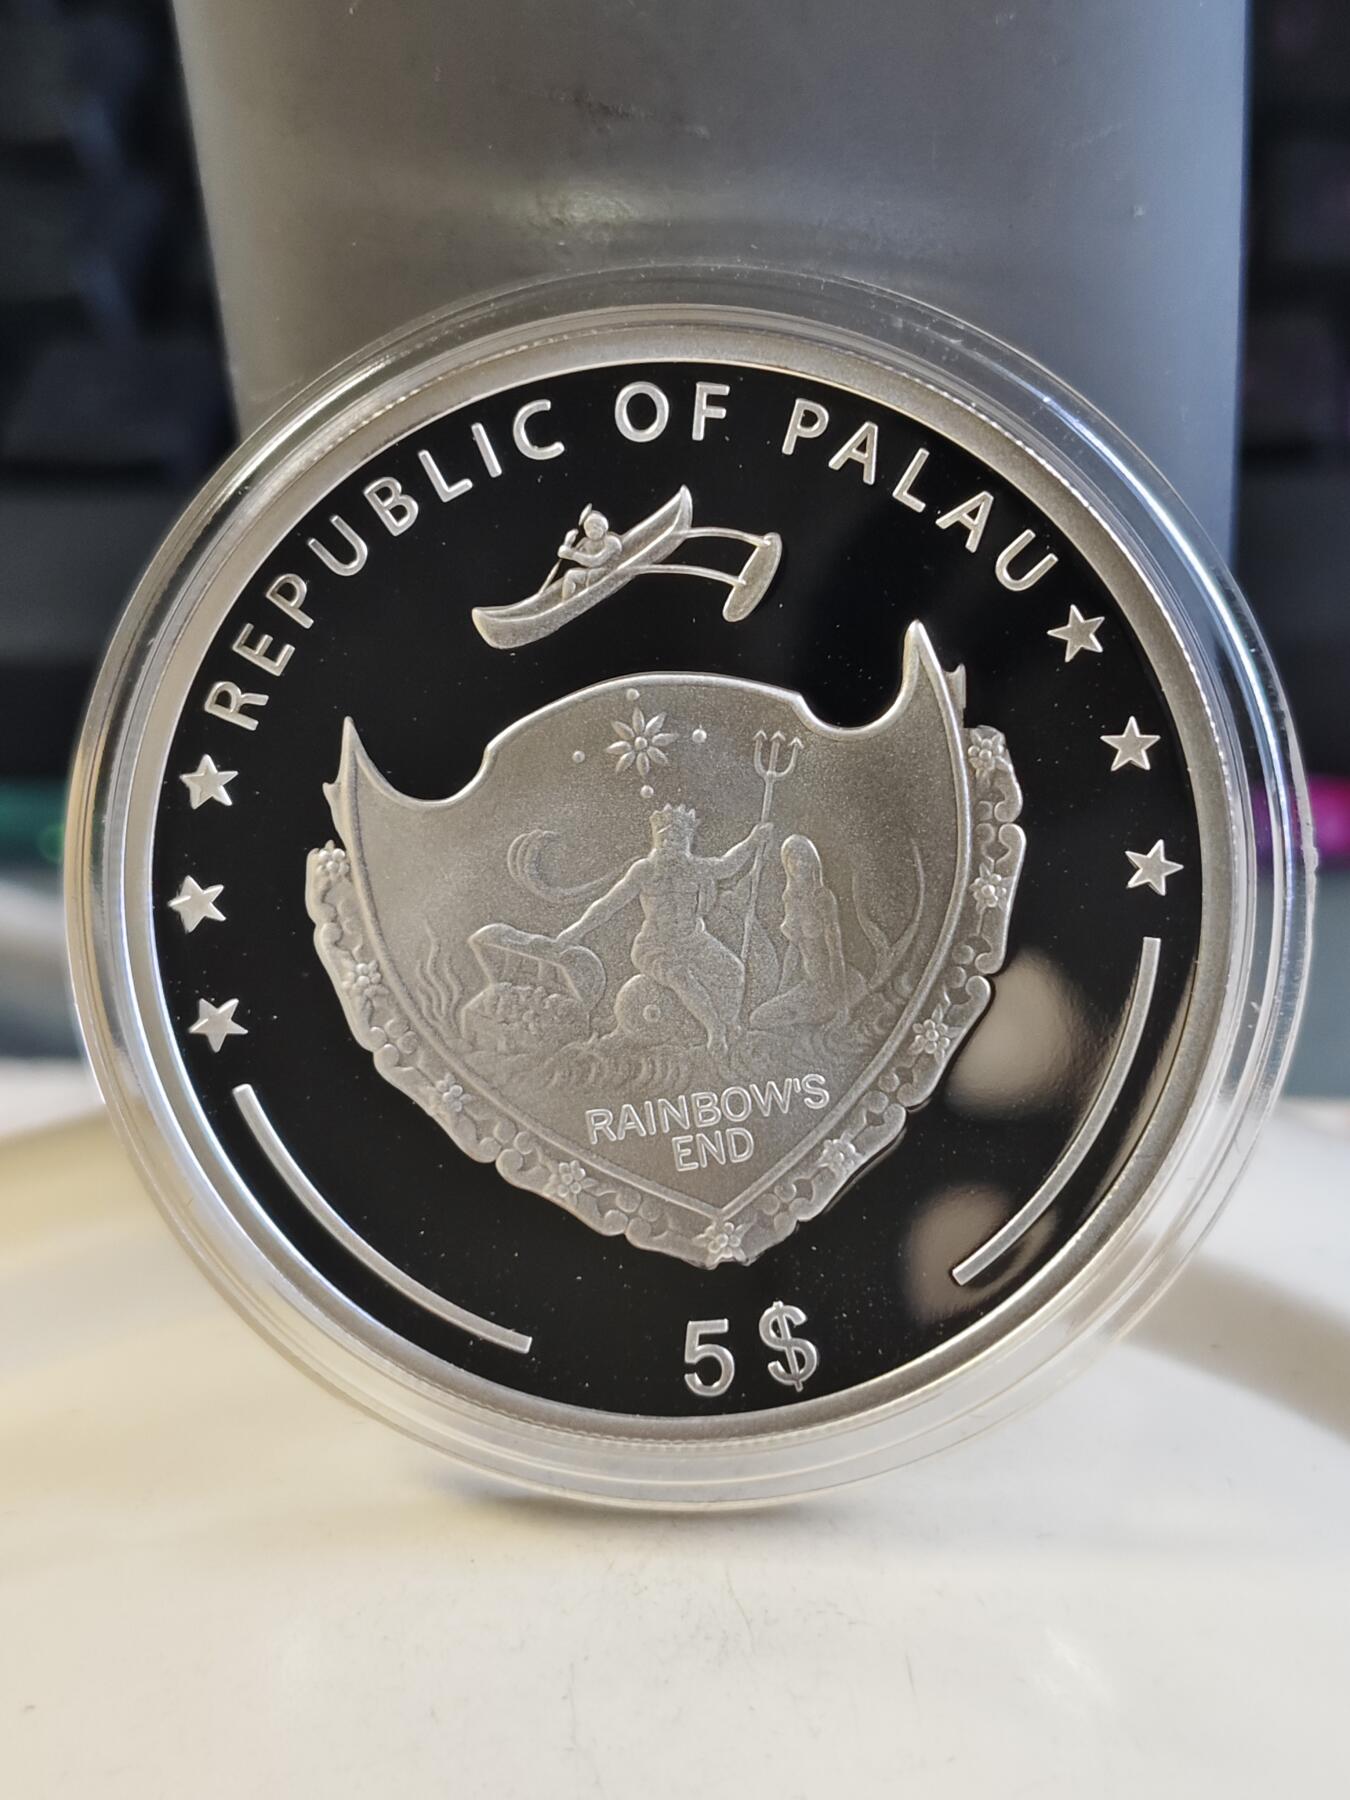 REPUBLIC OF PALAU
RAINBOW'S
END
5 $